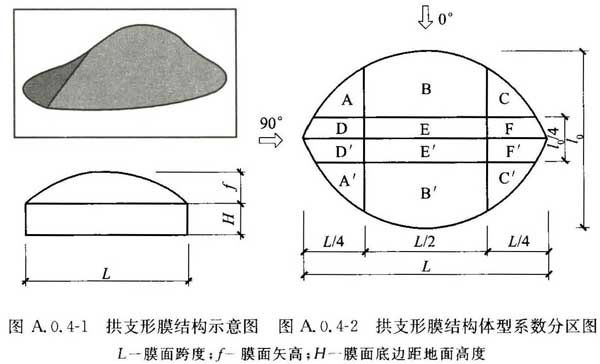 0°
90°
A
B
C
D
E
F
D′
E′
F′
A′
B′
C′
l₀/4
l₀
L/4
L/2
L/4
L
f
H
L
图 A.0.4-1 拱支形膜结构示意图
图 A.0.4-2 拱支形膜结构体型系数分区图
L—膜面跨度;f—膜面矢高;H—膜面底边距地面高度